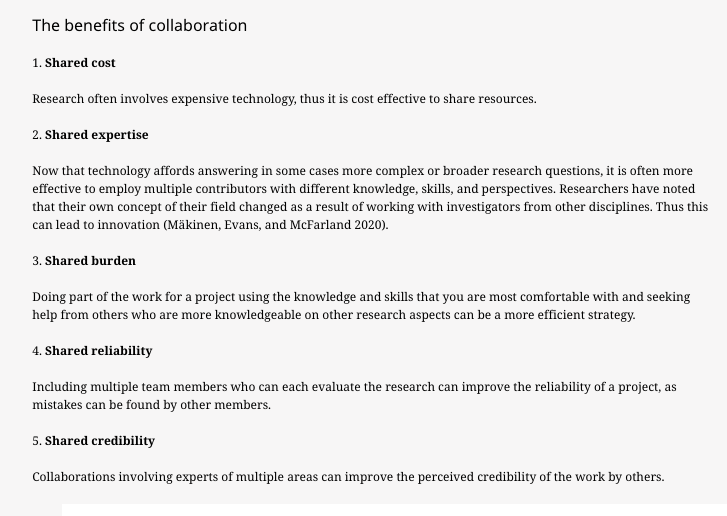 The benefits of collaboration
1. Shared cost
Research often involves expensive technology, thus it is cost effective to share resources.
2. Shared expertise
Now that technology affords answering in some cases more complex or broader research questions, it is often more
effective to employ multiple contributors with different knowledge, skills, and perspectives. Researchers have noted
that their own concept of their field changed as a result of working with investigators from other disciplines. Thus this
can lead to innovation (Mäkinen, Evans, and McFarland 2020).
3. Shared burden
Doing part of the work for a project using the knowledge and skills that you are most comfortable with and seeking
help from others who are more knowledgeable on other research aspects can be a more efficient strategy.
4. Shared reliability
Including multiple team members who can each evaluate the research can improve the reliability of a project, as
mistakes can be found by other members.
5. Shared credibility
Collaborations involving experts of multiple areas can improve the perceived credibility of the work by others.